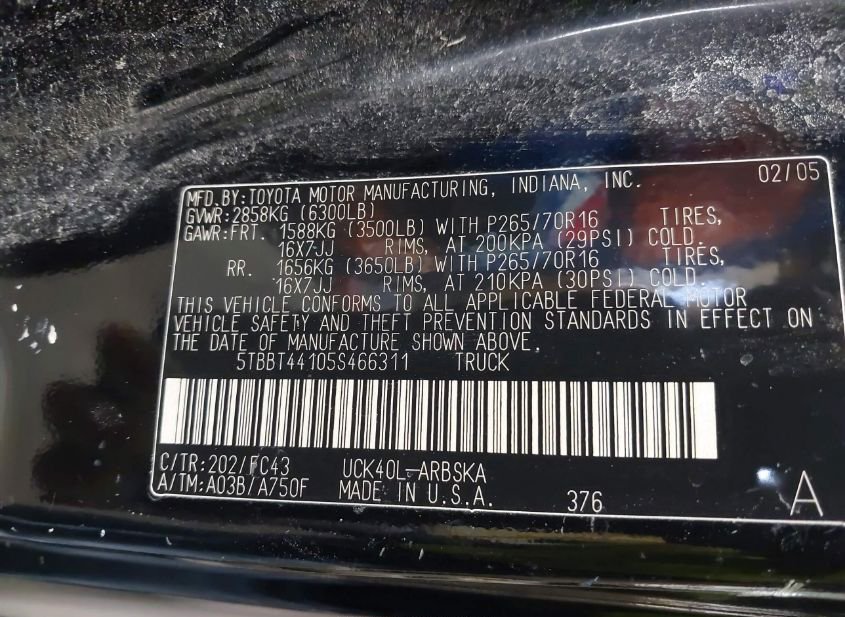 MFD.BY:TOYOTA MOTOR MANUFACTURING, INDIANA, INC. 02/05
GVWR:2858KG (6300LB)
GAWR:FRT. 1588KG (3500LB) WITH P265/70R16 TIRES,
16X7JJ RIMS, AT 200KPA (29PSI) COLD.
RR. 1656KG (3650LB) WITH P265/70R16 TIRES,
16X7JJ RIMS, AT 210KPA (30PSI) COLD.
THIS VEHICLE CONFORMS TO ALL APPLICABLE FEDERAL MOTOR
VEHICLE SAFETY AND THEFT PREVENTION STANDARDS IN EFFECT ON
THE DATE OF MANUFACTURE SHOWN ABOVE.
5TBBT44105S466311 TRUCK
C/TR:202/FC43 UCK40L-ARBSKA
A/TM:A03B/A750F MADE IN U.S.A. 376 A